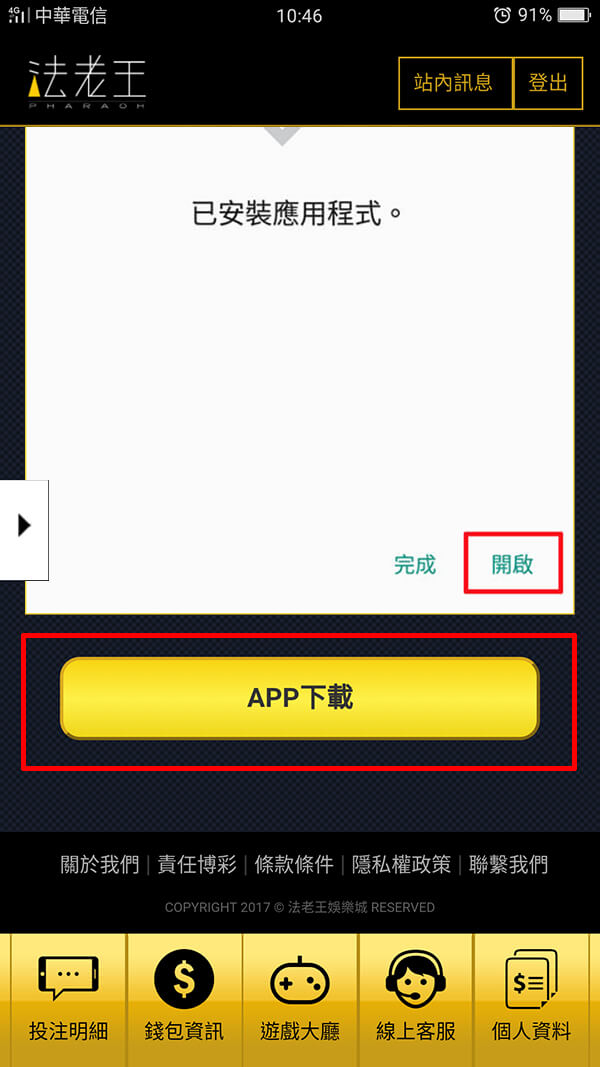 4G 中華電信 10:46 91%
法老王 站內訊息 登出
PHARAOH
已安裝應用程式。
完成 開啟
APP下載
關於我們 | 責任博彩 | 條款條件 | 隱私權政策 | 聯繫我們
COPYRIGHT 2017 © 法老王娛樂城 RESERVED
投注明細 錢包資訊 遊戲大廳 線上客服 個人資料